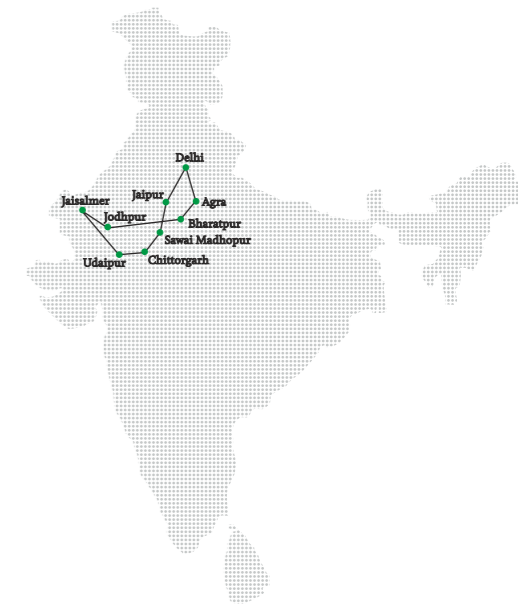 Delhi
Jaipur
Agra
Jaisalmer
Jodhpur
Bharatpur
Sawai Madhopur
Udaipur
Chittorgarh